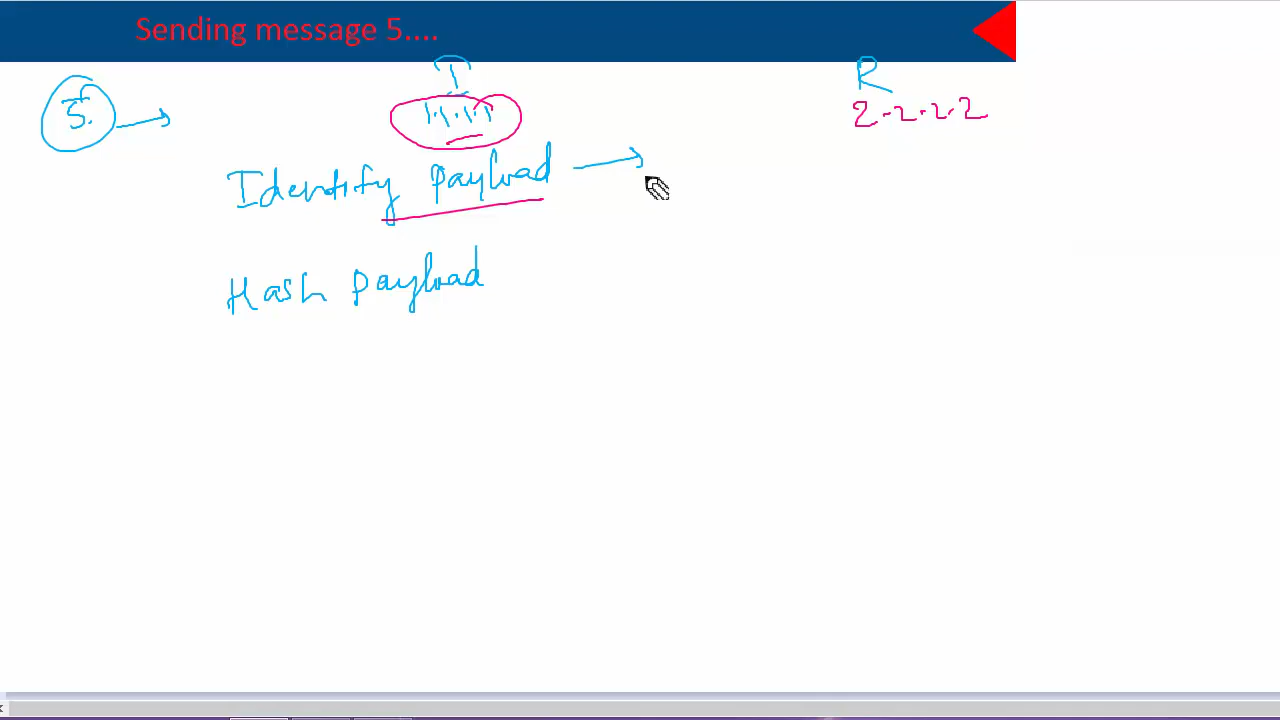 Sending message 5....
I R
5. 1.1.1.1 2.2.2.2
Identify payload
Hash payload